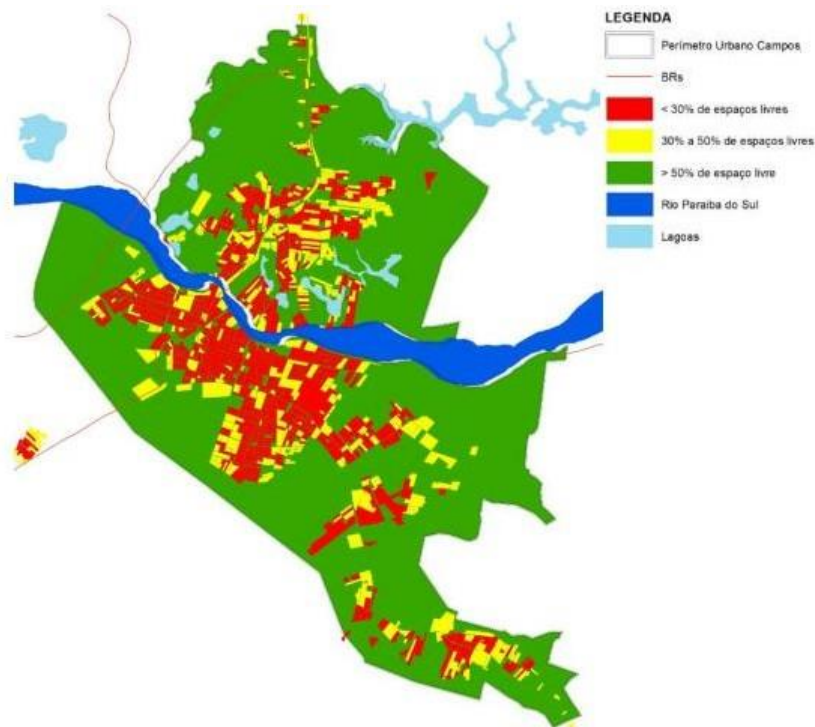 LEGENDA
Perímetro Urbano Campos
BRs
< 30% de espaços livres
30% a 50% de espaços livres
> 50% de espaço livre
Rio Paraiba do Sul
Lagoas